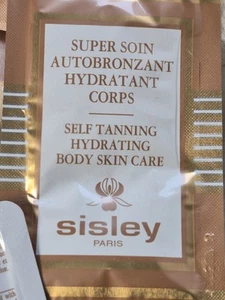 SUPER SOIN
AUTOBRONZANT
HYDRATANT
CORPS
SELF TANNING
HYDRATING
BODY SKIN CARE
sisley
PARIS